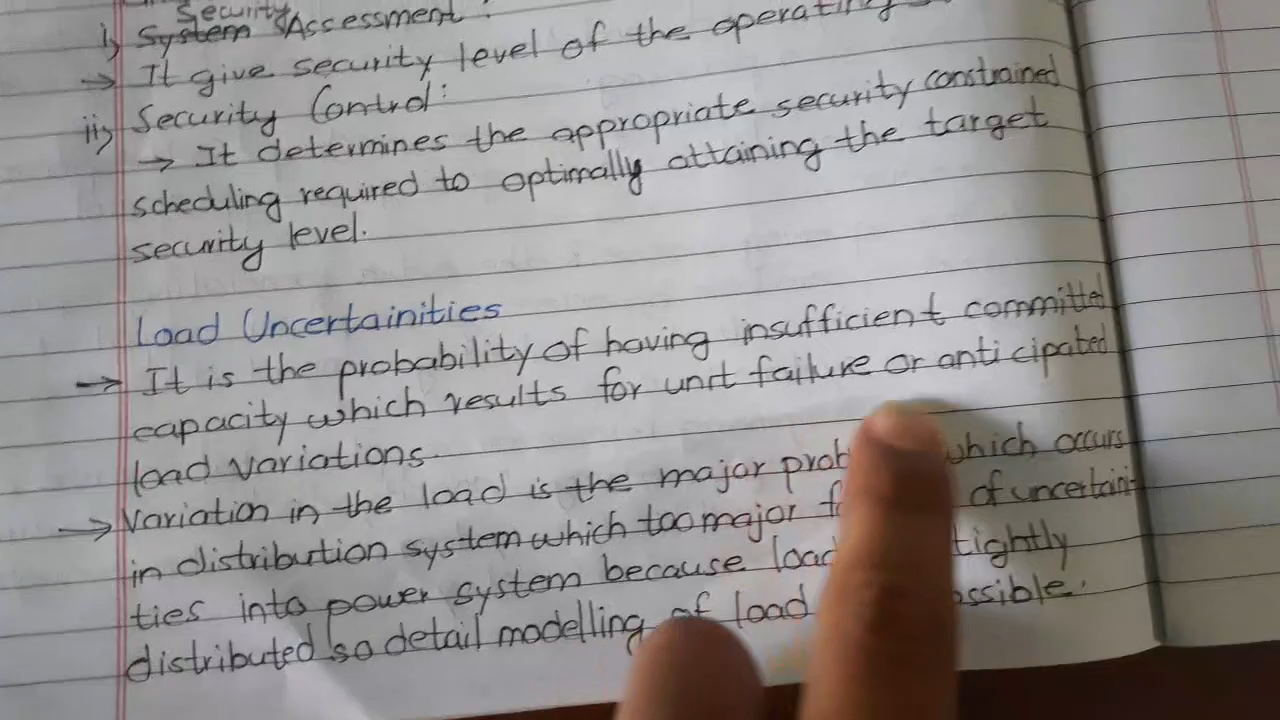 i) System Security Assessment :
→ It give security level of the operating
ii) Security Control:
→ It determines the appropriate security constrained
scheduling required to optimally attaining the target
security level.
Load Uncertainities
→ It is the probability of having insufficient committed
capacity which results for unit failure or anticipated
load variations.
→ Variation in the load is the major which occurs
in distribution system which too major of uncertaini-
ties into power system because load tightly
distributed so detail modelling of load